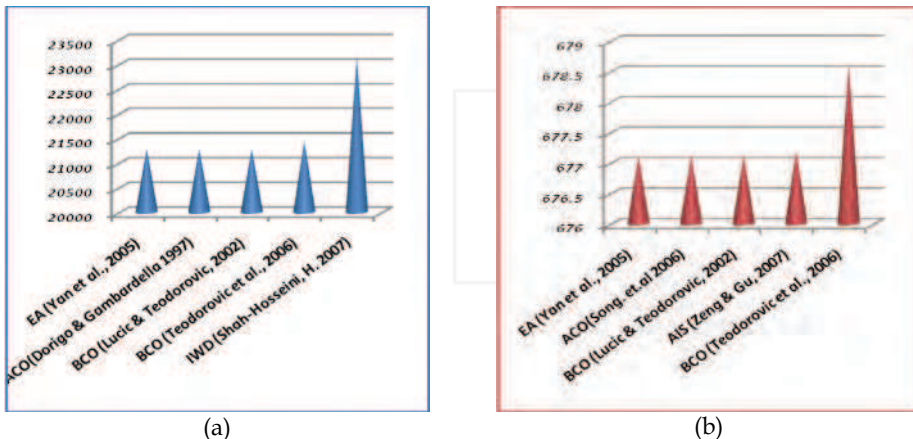 23500
23000
22500
22000
21500
21000
20500
20000
EA (Yan et al., 2005)
ACO(Dorigo & Gambardella 1997)
BCO (Lucic & Teodorovic, 2002)
BCO (Teodorovic et al., 2006)
IWD (Shah-Hosseini, H. 2007)
(a)
679
678.5
678
677.5
677
676.5
676
EA (Yan et al., 2005)
ACO(Song. et.al 2006)
BCO (Lucic & Teodorovic, 2002)
AIS (Zeng & Gu, 2007)
BCO (Teodorovic et al., 2006)
(b)